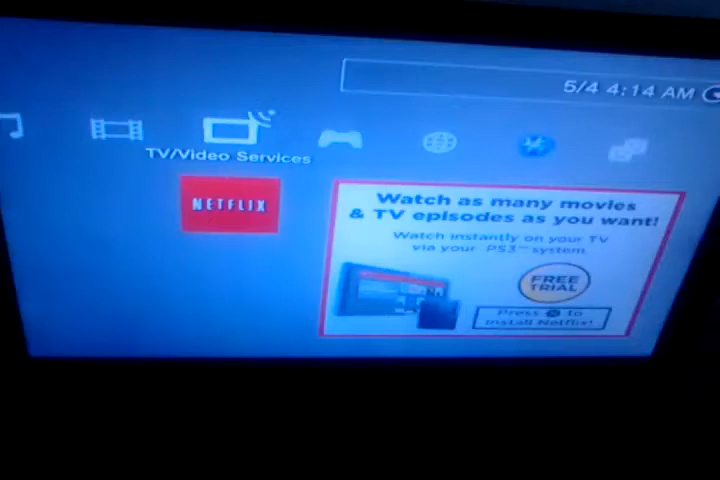 5/4 4:14 AM
TV/Video Services
NETFLIX
Watch as many movies
& TV episodes as you want!
Watch instantly on your TV
via your PS3™ system
FREE
TRIAL
Press ⓧ to
install Netflix!